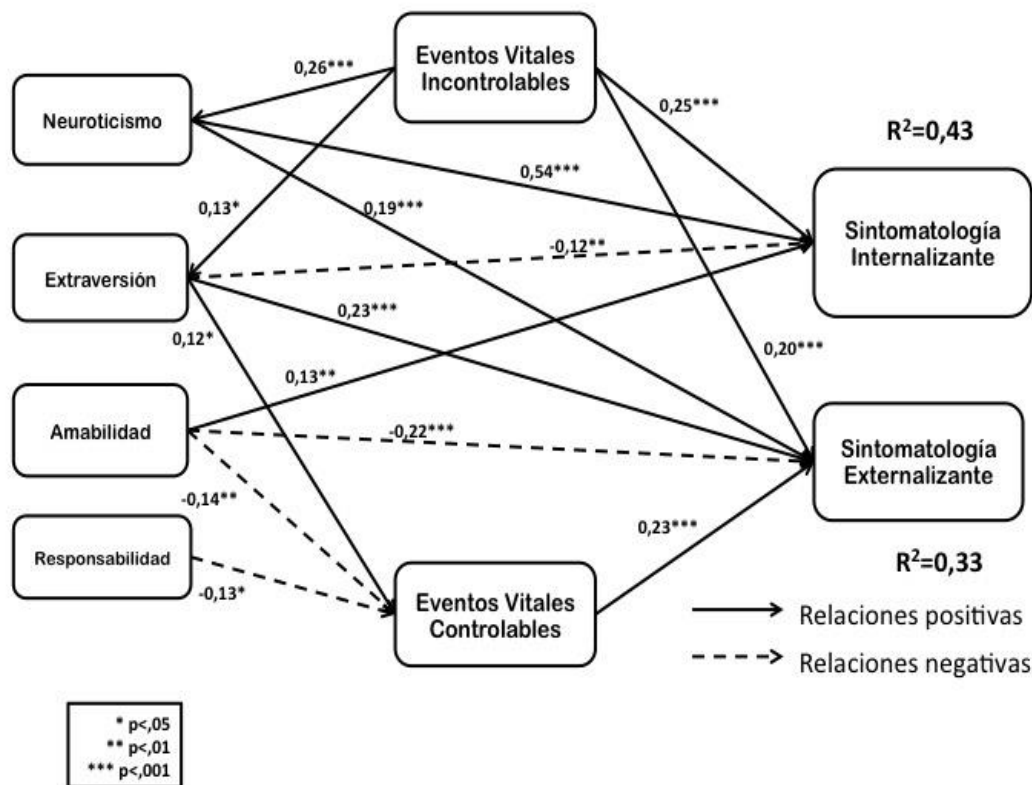 Eventos Vitales
Incontrolables
0,26***
Neuroticismo
0,25***
R²=0,43
0,54***
0,13*
0,19***
Sintomatología
Internalizante
-0,12**
Extraversión
0,23***
0,12*
0,20***
0,13**
Amabilidad
-0,22***
Sintomatología
Externalizante
-0,14**
0,23***
Responsabilidad
-0,13*
R²=0,33
Eventos Vitales
Controlables
Relaciones positivas
Relaciones negativas
* p<,05
** p<,01
*** p<,001